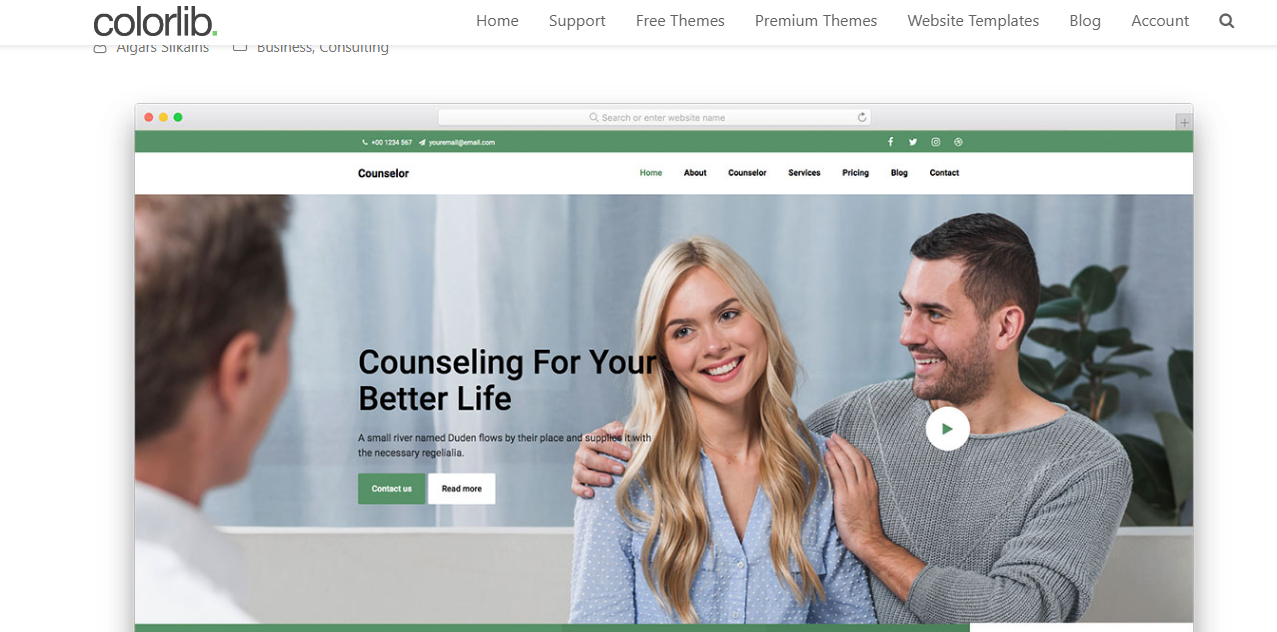 colorlib.
Home Support Free Themes Premium Themes Website Templates Blog Account
Aigars Silkalns Business, Consulting
Search or enter website name
+00 1234 567 youremail@email.com
Counselor
Home About Counselor Services Pricing Blog Contact
Counseling For Your
Better Life
A small river named Duden flows by their place and supplies it with
the necessary regelialia.
Contact us Read more